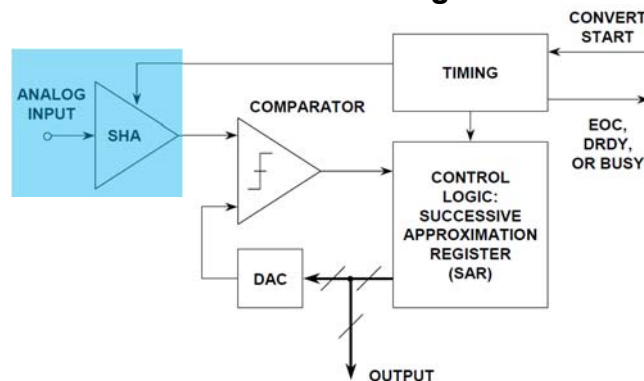 CONVERT
START
TIMING
ANALOG
INPUT
COMPARATOR
SHA
EOC,
DRDY,
OR BUSY
CONTROL
LOGIC:
SUCCESSIVE
APPROXIMATION
REGISTER
(SAR)
DAC
OUTPUT